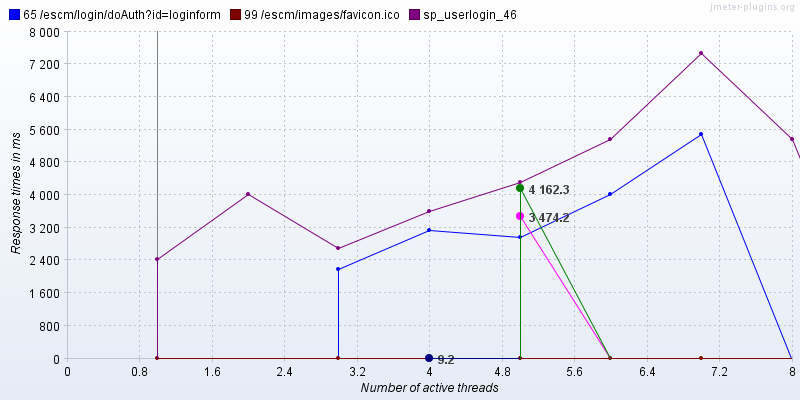 jmeter-plugins.org
65 /escm/login/doAuth?id=loginform 99 /escm/images/favicon.ico sp_userlogin_46
8 000
7 200
6 400
5 600
4 800
4 000
3 200
2 400
1 600
800
0
Response times in ms
4 162.3
3 474.2
9.2
0 0.8 1.6 2.4 3.2 4 4.8 5.6 6.4 7.2 8
Number of active threads